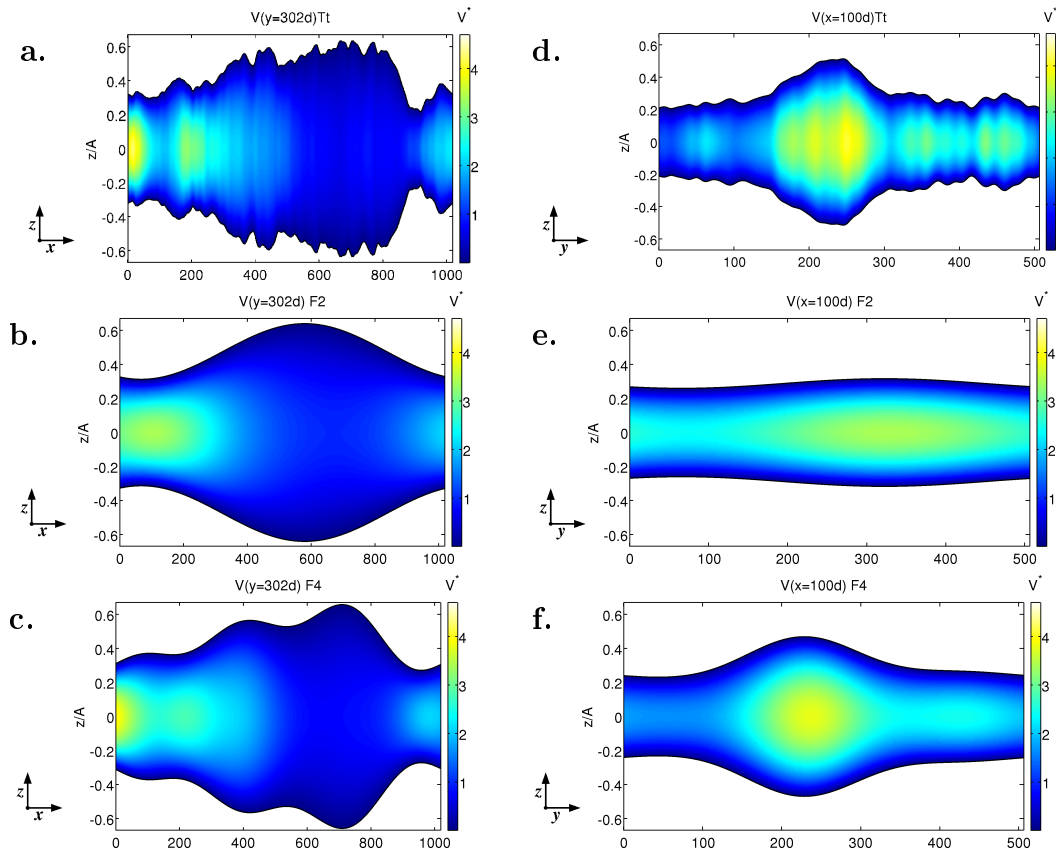 a.
V(y=302d)Tt
V*
0.6
0.4
0.2
0
-0.2
-0.4
-0.6
z/A
0 200 400 600 800 1000
4
3
2
1
z
x
d.
V(x=100d)Tt
V*
0.6
0.4
0.2
0
-0.2
-0.4
-0.6
z/A
0 100 200 300 400 500
z
y
b.
V(y=302d) F2
V*
0.6
0.4
0.2
0
-0.2
-0.4
-0.6
z/A
0 200 400 600 800 1000
4
3
2
1
z
x
e.
V(x=100d) F2
V*
0.6
0.4
0.2
0
-0.2
-0.4
-0.6
z/A
0 100 200 300 400 500
4
3
2
1
z
y
c.
V(y=302d) F4
V*
0.6
0.4
0.2
0
-0.2
-0.4
-0.6
z/A
0 200 400 600 800 1000
4
3
2
1
z
x
f.
V(x=100d) F4
V*
0.6
0.4
0.2
0
-0.2
-0.4
-0.6
z/A
0 100 200 300 400 500
4
3
2
1
z
y